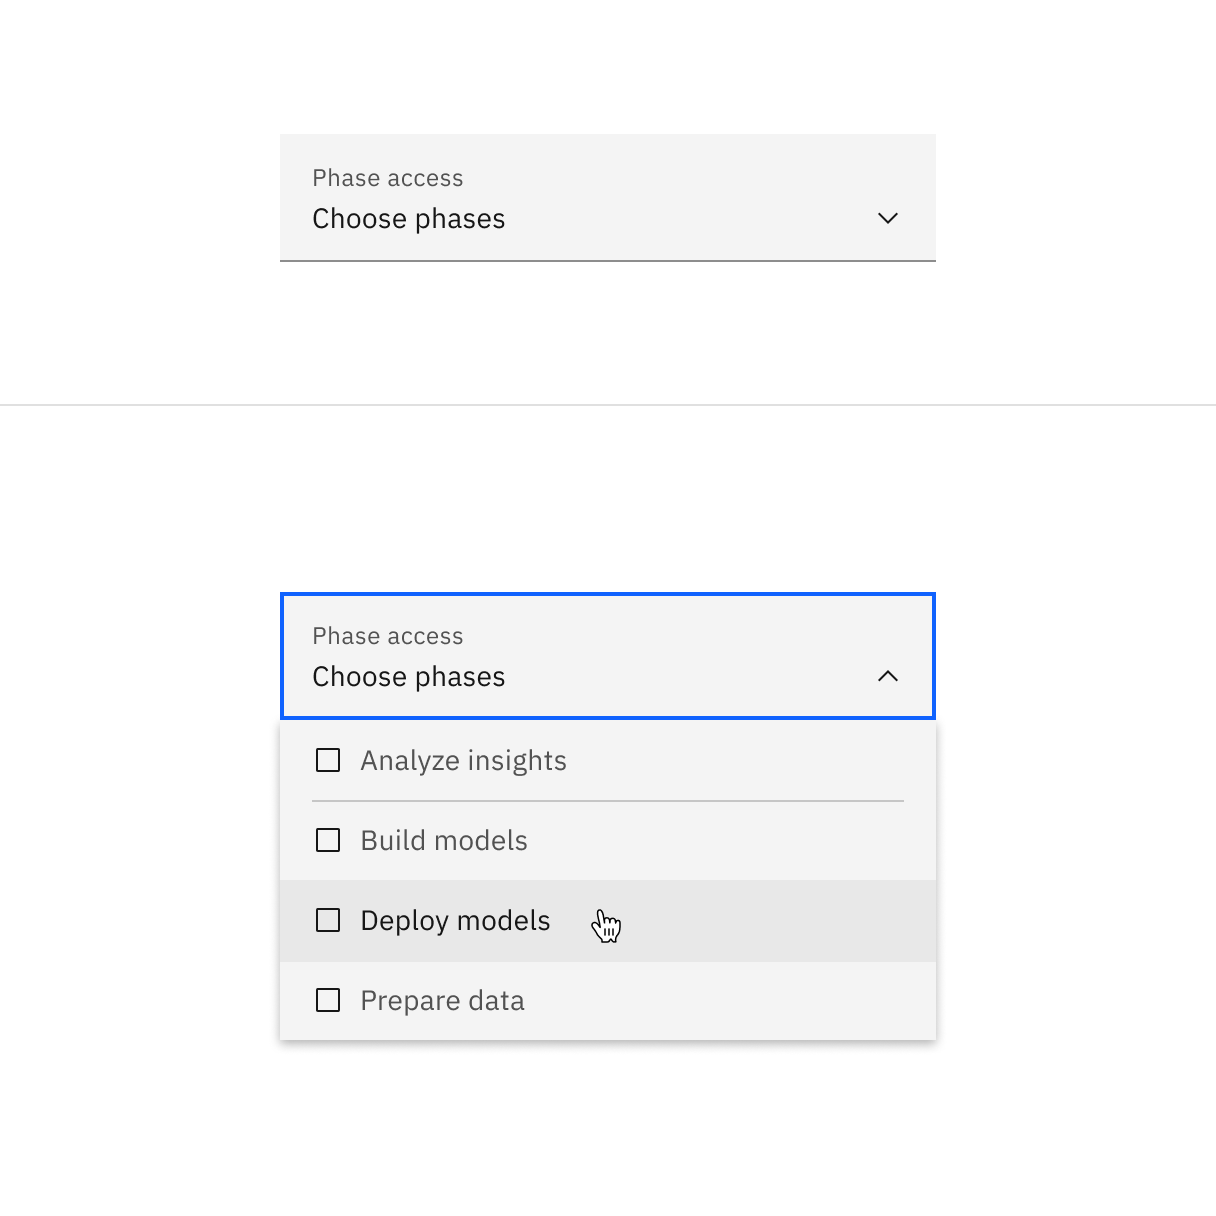 Phase access
Choose phases
Phase access
Choose phases
Analyze insights
Build models
Deploy models
Prepare data